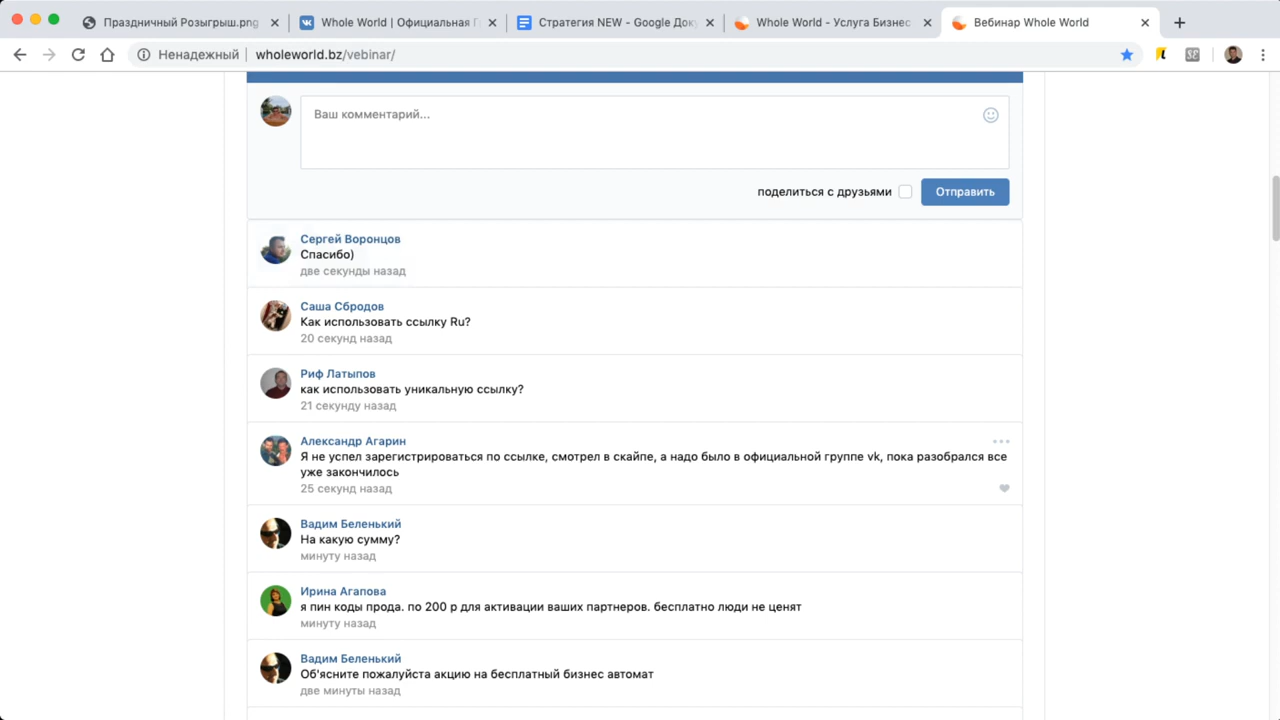 Праздничный Розыгрыш.png
Whole World | Официальная Г
Стратегия NEW - Google Доку
Whole World - Услуга Бизнес
Вебинар Whole World
Ненадежный
wholeworld.bz/vebinar/
Ваш комментарий...
поделиться с друзьями
Отправить
Сергей Воронцов
Спасибо)
две секунды назад
Саша Сбродов
Как использовать ссылку Ru?
20 секунд назад
Риф Латыпов
как использовать уникальную ссылку?
21 секунду назад
Александр Агарин
Я не успел зарегистрироваться по ссылке, смотрел в скайпе, а надо было в официальной группе vk, пока разобрался все
уже закончилось
25 секунд назад
Вадим Беленький
На какую сумму?
минуту назад
Ирина Агапова
я пин коды прода. по 200 р для активации ваших партнеров. бесплатно люди не ценят
минуту назад
Вадим Беленький
Об'ясните пожалуйста акцию на бесплатный бизнес автомат
две минуты назад